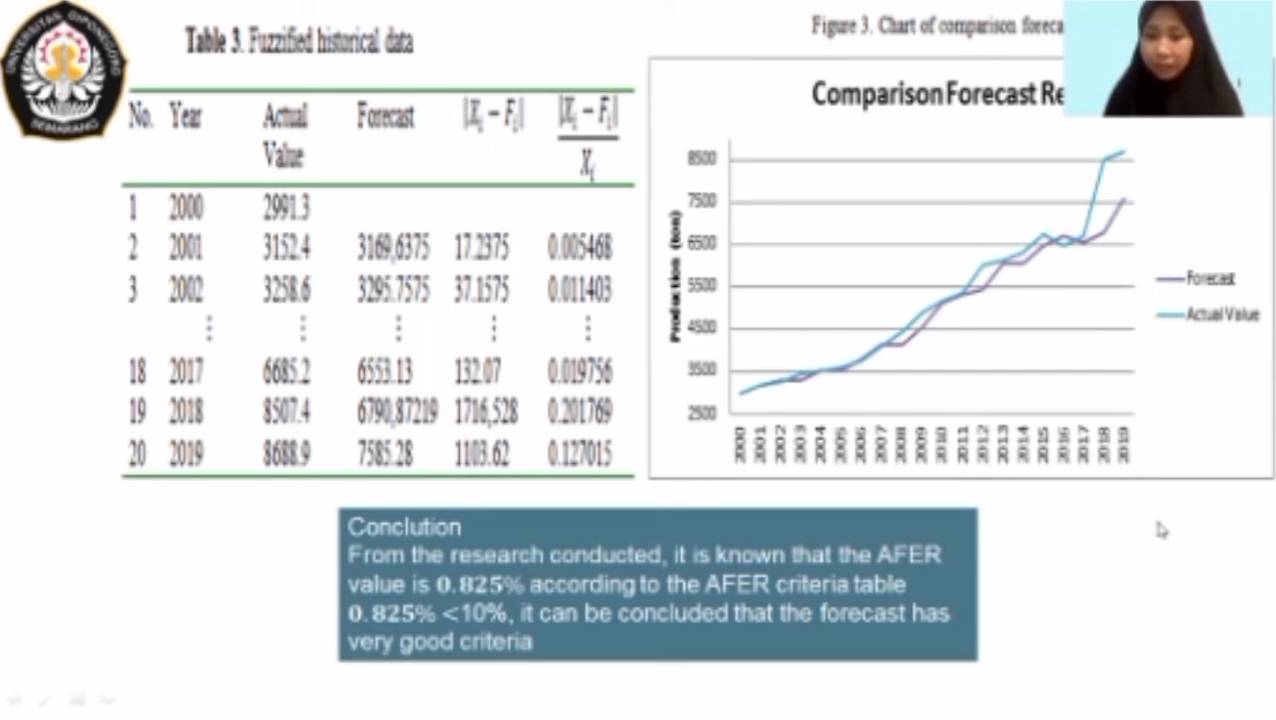 UNIVERSITAS DIPONEGORO
SEMARANG
Table 3. Fuzzified historical data
No. Year Actual Value Forecast |Xᵢ − Fᵢ| |Xᵢ − Fᵢ| / Xᵢ
1 2000 2991.3
2 2001 3152.4 3169,6375 17.2375 0.005468
3 2002 3258.6 3295.7575 37.1575 0.011403
⋮ ⋮ ⋮ ⋮ ⋮
18 2017 6685.2 6553.13 132.07 0.019756
19 2018 8507.4 6790,87219 1716,528 0.201769
20 2019 8688.9 7585.28 1103.62 0.127015
Figure 3. Chart of comparison
Comparison Forecast
Production (ton)
8500
7500
6500
5500
4500
3500
2500
2000 2001 2002 2003 2004 2005 2006 2007 2008 2009 2010 2011 2012 2013 2014 2015 2016 2017 2018 2019
Forecast
Actual Value
Conclution
From the research conducted, it is known that the AFER
value is 0.825% according to the AFER criteria table
0.825% <10%, it can be concluded that the forecast has
very good criteria